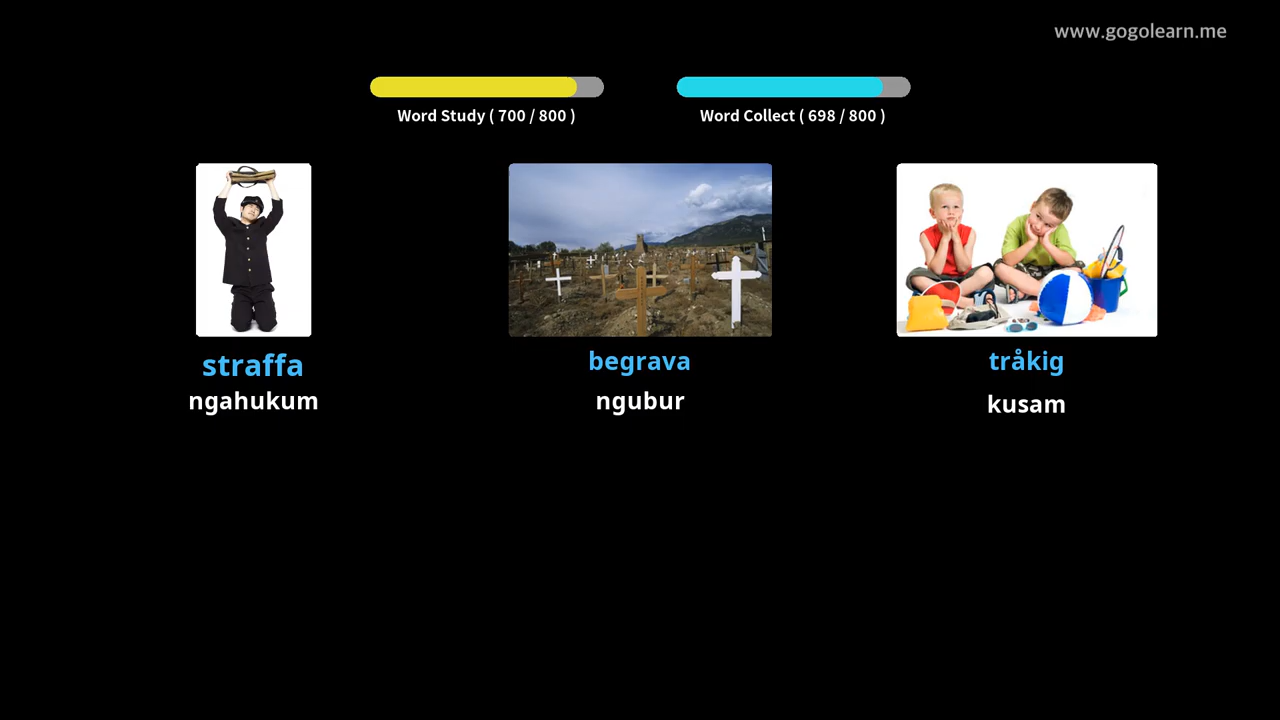 www.gogolearn.me
Word Study ( 700 / 800 )
Word Collect ( 698 / 800 )
straffa
ngahukum
begrava
ngubur
tråkig
kusam